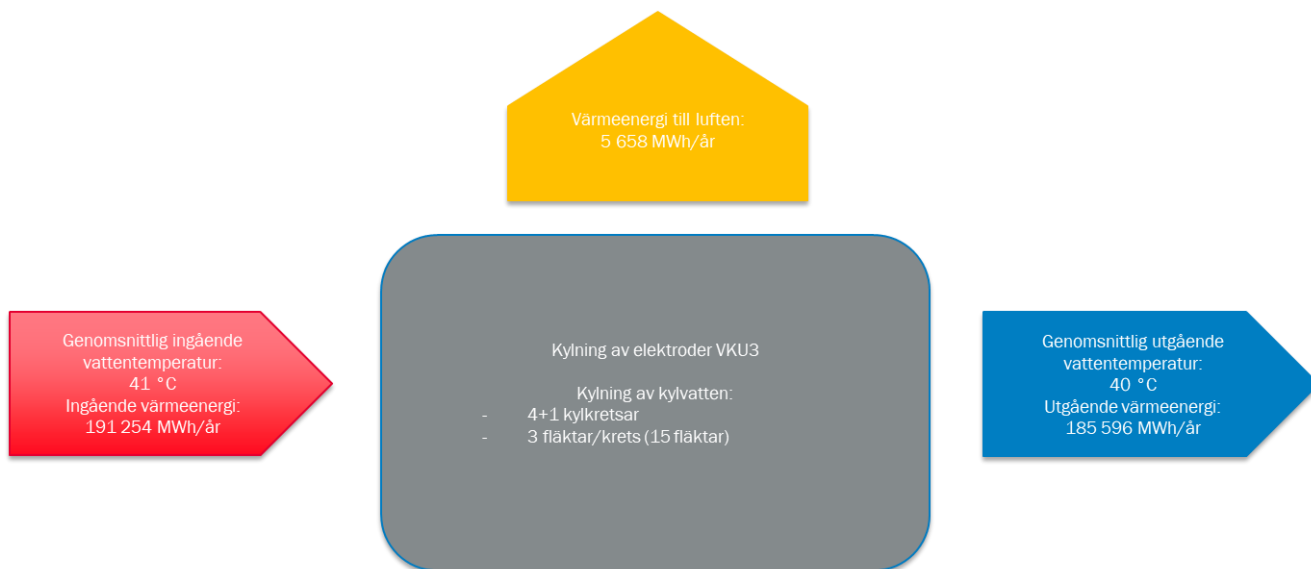 Värmeenergi till luften:
5 658 MWh/år
Genomsnittlig ingående
vattentemperatur:
41 °C
Ingående värmeenergi:
191 254 MWh/år
Kylning av elektroder VKU3
Kylning av kylvatten:
- 4+1 kylkretsar
- 3 fläktar/krets (15 fläktar)
Genomsnittlig utgående
vattentemperatur:
40 °C
Utgående värmeenergi:
185 596 MWh/år